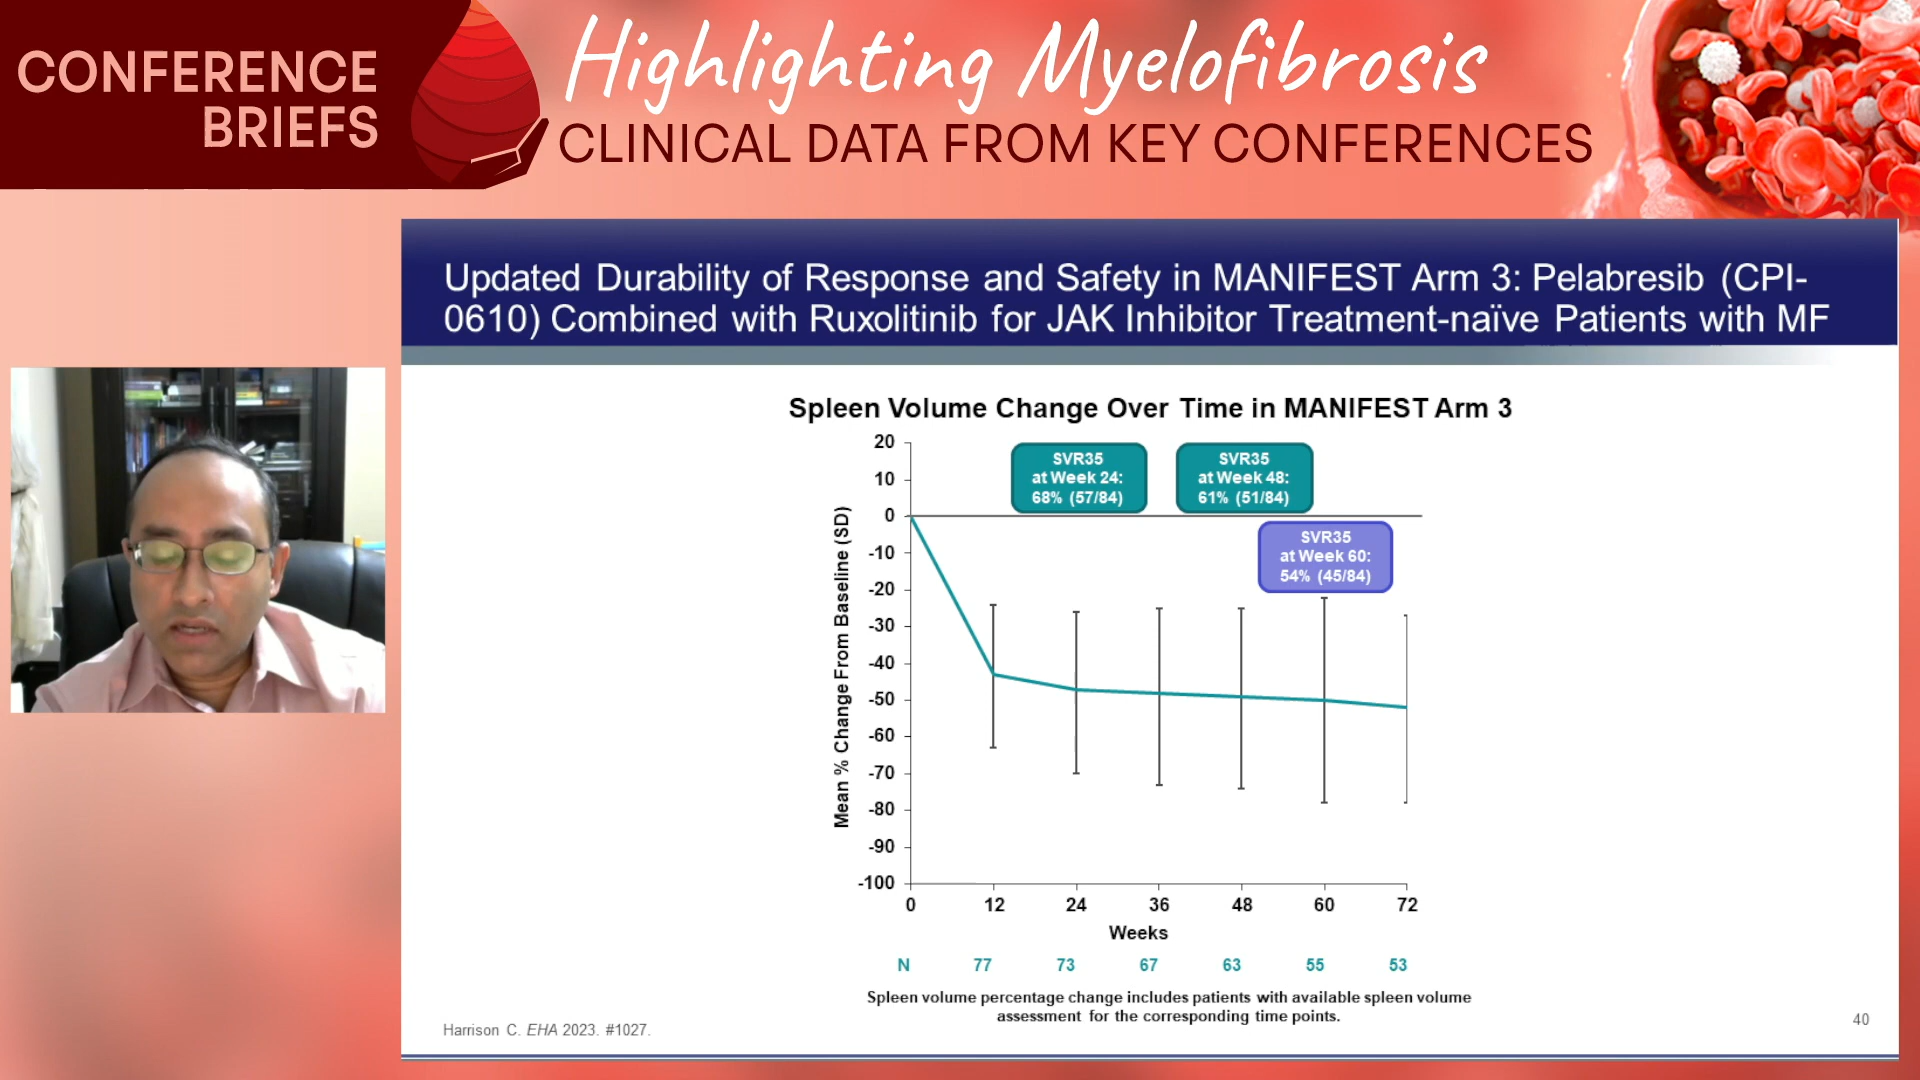 CONFERENCE
BRIEFS
Highlighting Myelofibrosis
CLINICAL DATA FROM KEY CONFERENCES
Updated Durability of Response and Safety in MANIFEST Arm 3: Pelabresib (CPI-
0610) Combined with Ruxolitinib for JAK Inhibitor Treatment-naïve Patients with MF
Spleen Volume Change Over Time in MANIFEST Arm 3
Mean % Change From Baseline (SD)
20
10
0
-10
-20
-30
-40
-50
-60
-70
-80
-90
-100
SVR35
at Week 24:
68% (57/84)
SVR35
at Week 48:
61% (51/84)
SVR35
at Week 60:
54% (45/84)
0 12 24 36 48 60 72
Weeks
N 77 73 67 63 55 53
Spleen volume percentage change includes patients with available spleen volume
assessment for the corresponding time points.
Harrison C. EHA 2023. #1027.
40